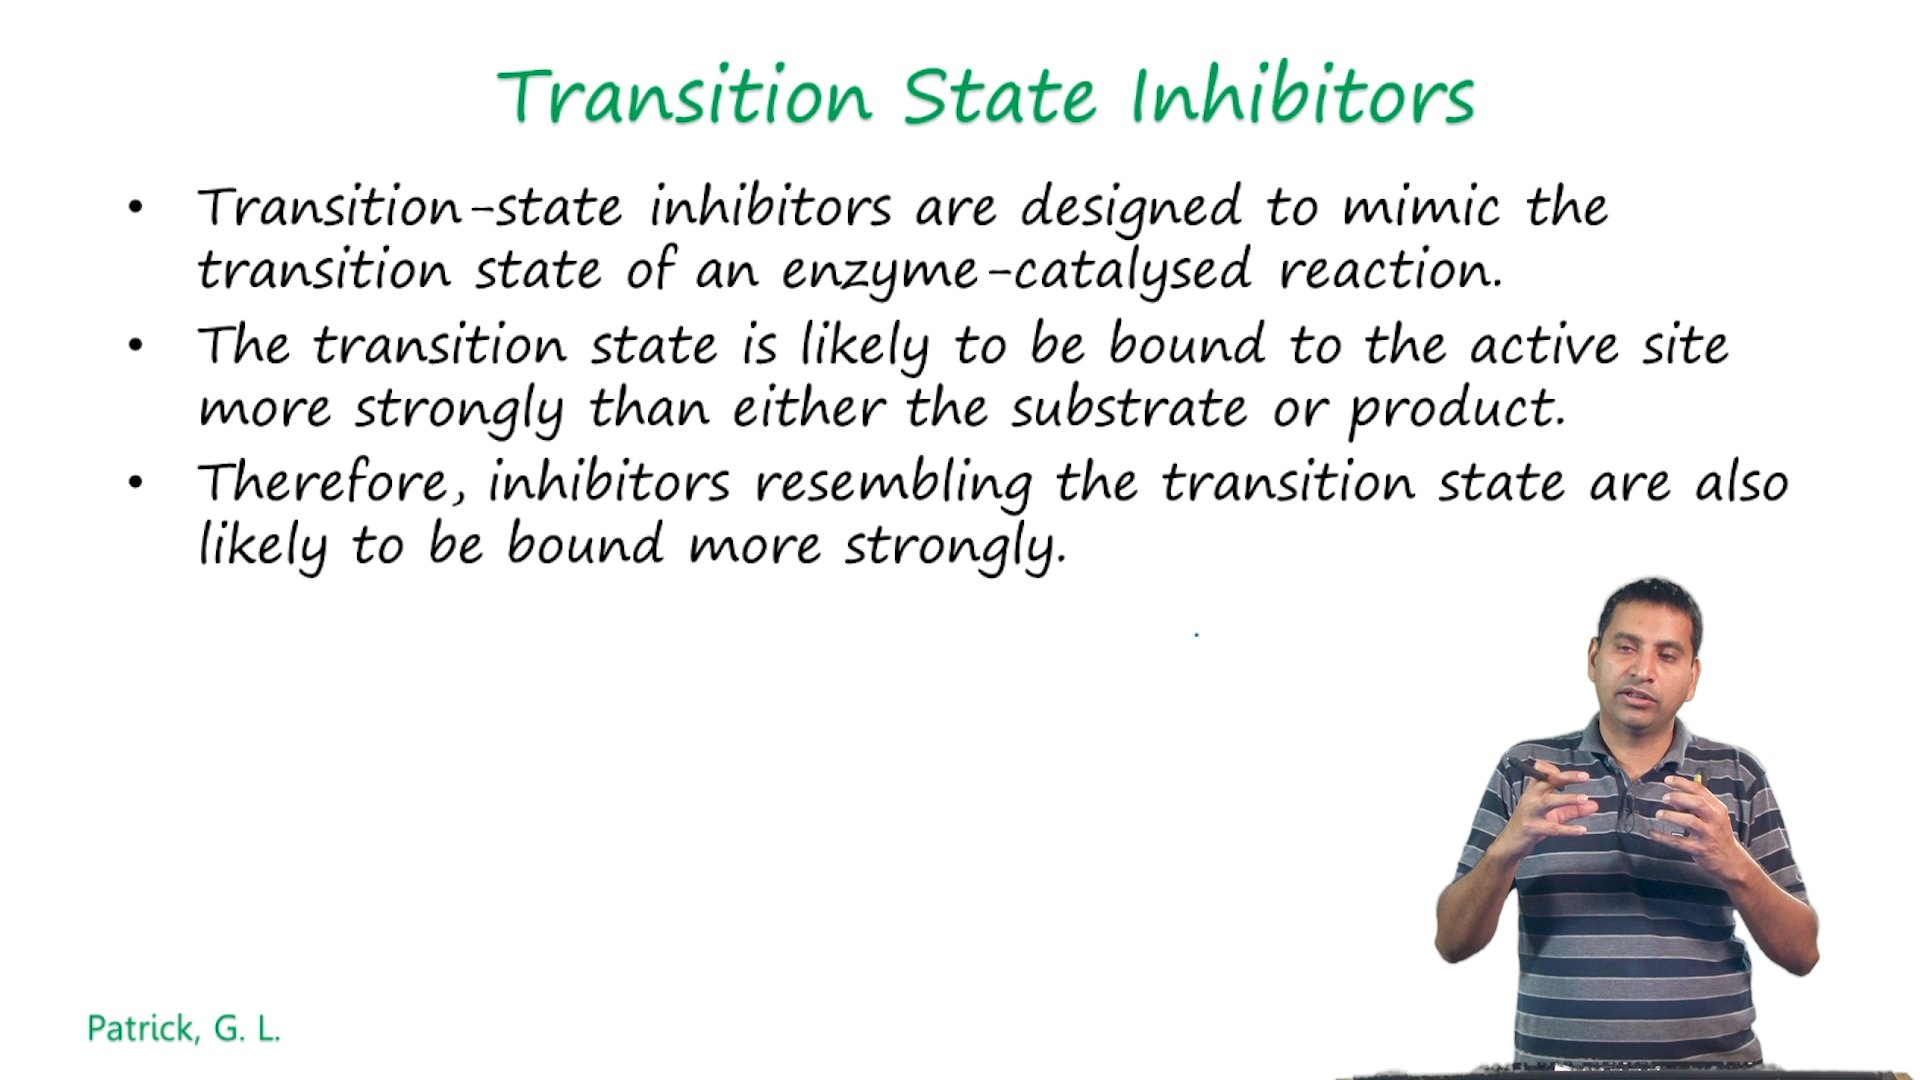 Transition State Inhibitors
• Transition-state inhibitors are designed to mimic the
transition state of an enzyme-catalysed reaction.
• The transition state is likely to be bound to the active site
more strongly than either the substrate or product.
• Therefore, inhibitors resembling the transition state are also
likely to be bound more strongly.
Patrick, G. L.